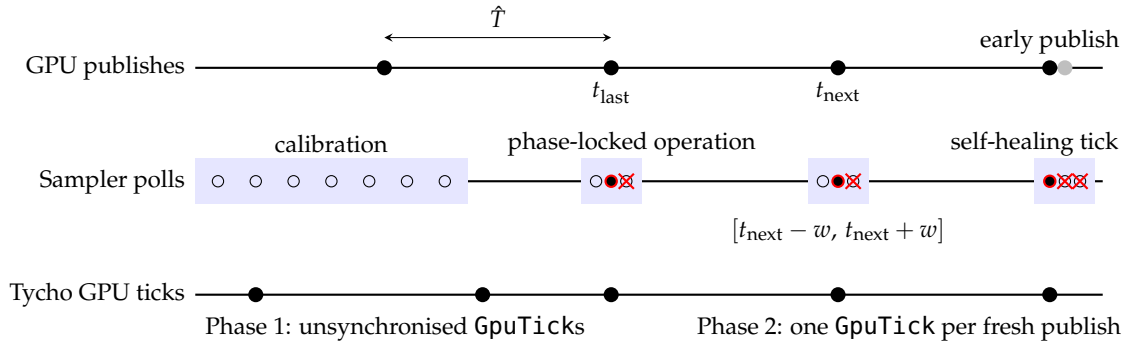 T̂
early publish
GPU publishes
t_last
t_next
calibration
phase-locked operation
self-healing tick
Sampler polls
[t_next − w, t_next + w]
Tycho GPU ticks
Phase 1: unsynchronised GpuTicks
Phase 2: one GpuTick per fresh publish